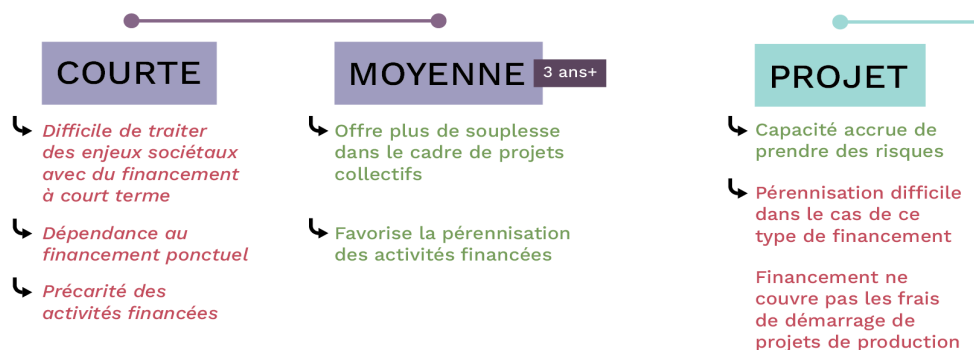 COURTE
Difficile de traiter
des enjeux sociétaux
avec du financement
à court terme
Dépendance au
financement ponctuel
Précarité des
activités financées
MOYENNE
3 ans+
Offre plus de souplesse
dans le cadre de projets
collectifs
Favorise la pérennisation
des activités financées
PROJET
Capacité accrue de
prendre des risques
Pérennisation difficile
dans le cas de ce
type de financement
Financement ne
couvre pas les frais
de démarrage de
projets de production